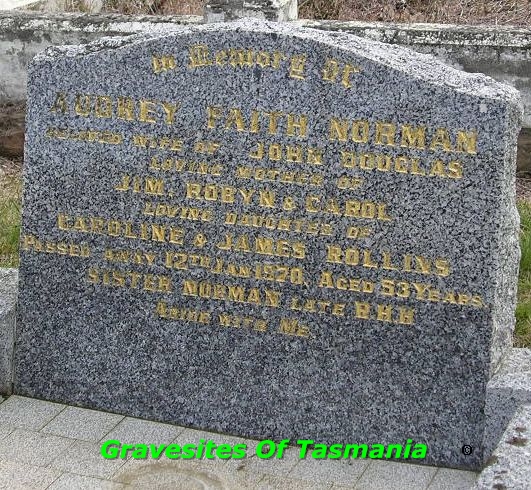 In Memory Of
AUDREY FAITH NORMAN
BELOVED WIFE OF JOHN DOUGLAS
LOVING MOTHER OF
JIM, ROBYN & CAROL
LOVING DAUGHTER OF
CAROLINE & JAMES ROLLINS
PASSED AWAY 12TH JAN 1970, AGED 53 YEARS.
SISTER NORMAN LATE R.H.H
ABIDE WITH ME.
Gravesites Of Tasmania